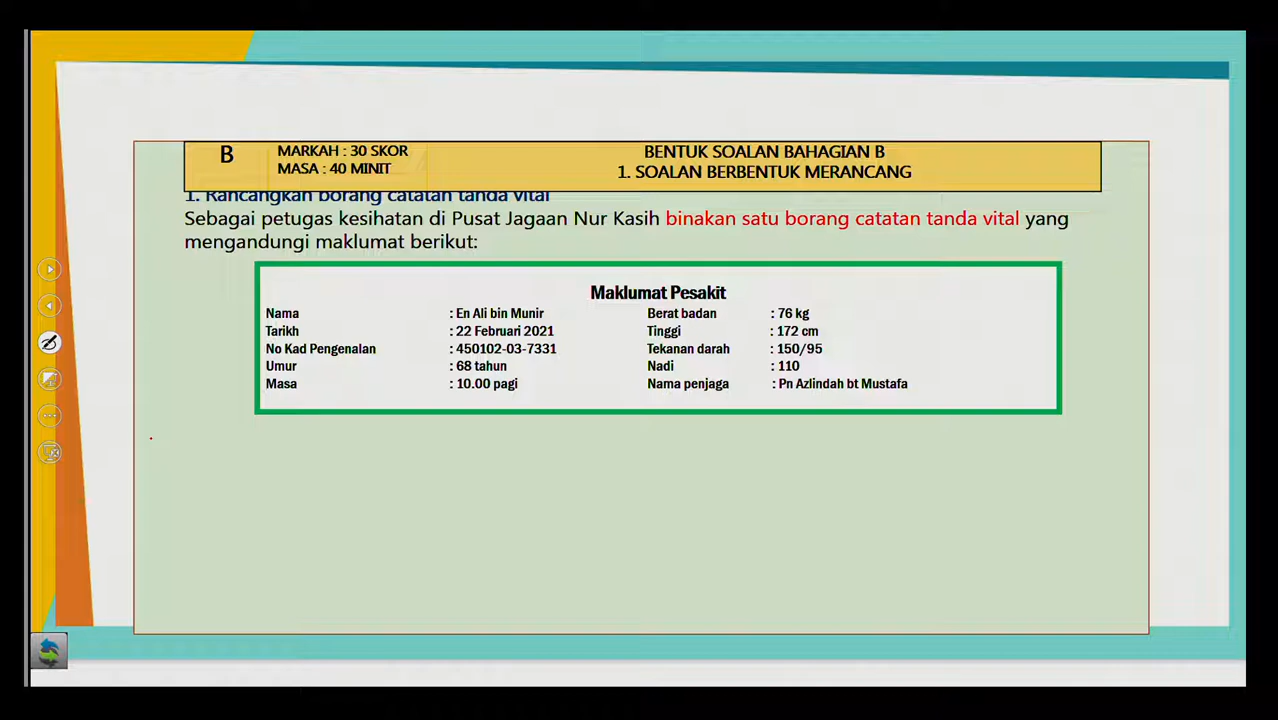 B
MARKAH : 30 SKOR
MASA : 40 MINIT
BENTUK SOALAN BAHAGIAN B
1. SOALAN BERBENTUK MERANCANG
1. Rancangkan borang catatan tanda vital
Sebagai petugas kesihatan di Pusat Jagaan Nur Kasih binakan satu borang catatan tanda vital yang
mengandungi maklumat berikut:
Maklumat Pesakit
Nama : En Ali bin Munir Berat badan : 76 kg
Tarikh : 22 Februari 2021 Tinggi : 172 cm
No Kad Pengenalan : 450102-03-7331 Tekanan darah : 150/95
Umur : 68 tahun Nadi : 110
Masa : 10.00 pagi Nama penjaga : Pn Azlindah bt Mustafa